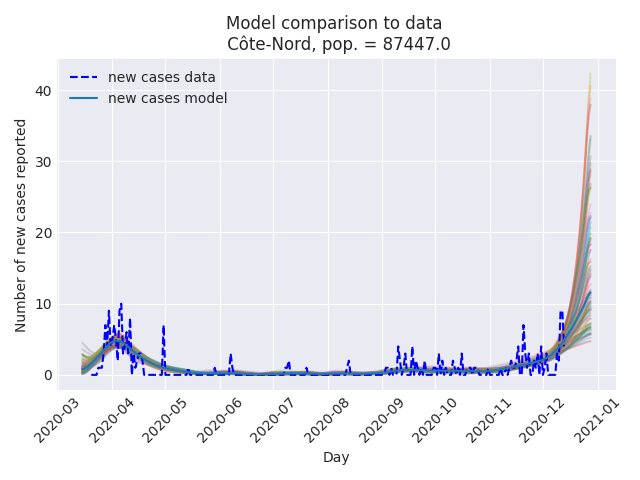 Model comparison to data
Côte-Nord, pop. = 87447.0
new cases data
new cases model
Number of new cases reported
40
30
20
10
0
2020-03
2020-04
2020-05
2020-06
2020-07
2020-08
2020-09
2020-10
2020-11
2020-12
2021-01
Day